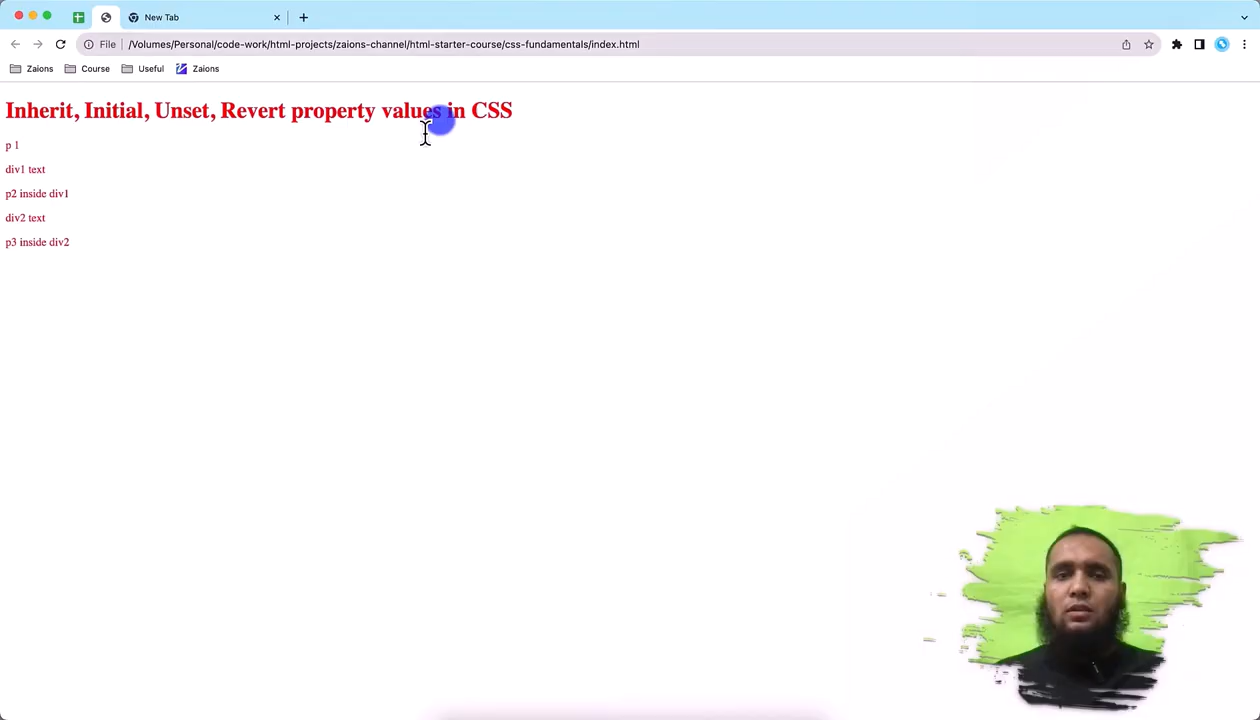 New Tab
File
/Volumes/Personal/code-work/html-projects/zaions-channel/html-starter-course/css-fundamentals/index.html
Zaions
Course
Useful
Zaions
Inherit, Initial, Unset, Revert property values in CSS
p 1
div1 text
p2 inside div1
div2 text
p3 inside div2